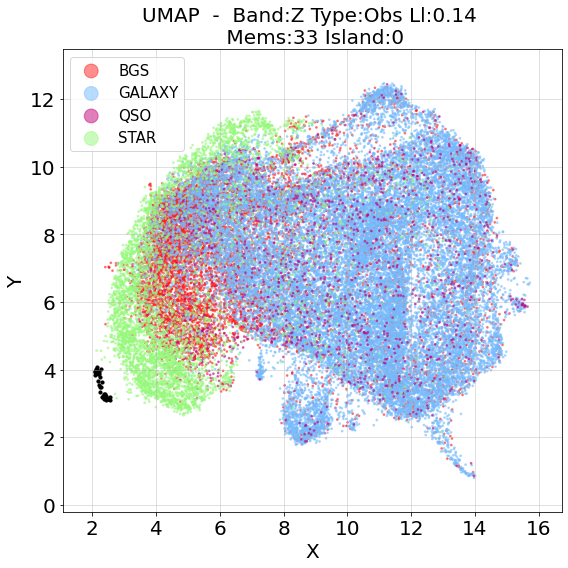 UMAP - Band:Z Type:Obs Ll:0.14
Mems:33 Island:0
BGS
GALAXY
QSO
STAR
12
10
8
6
4
2
0
Y
2 4 6 8 10 12 14 16
X